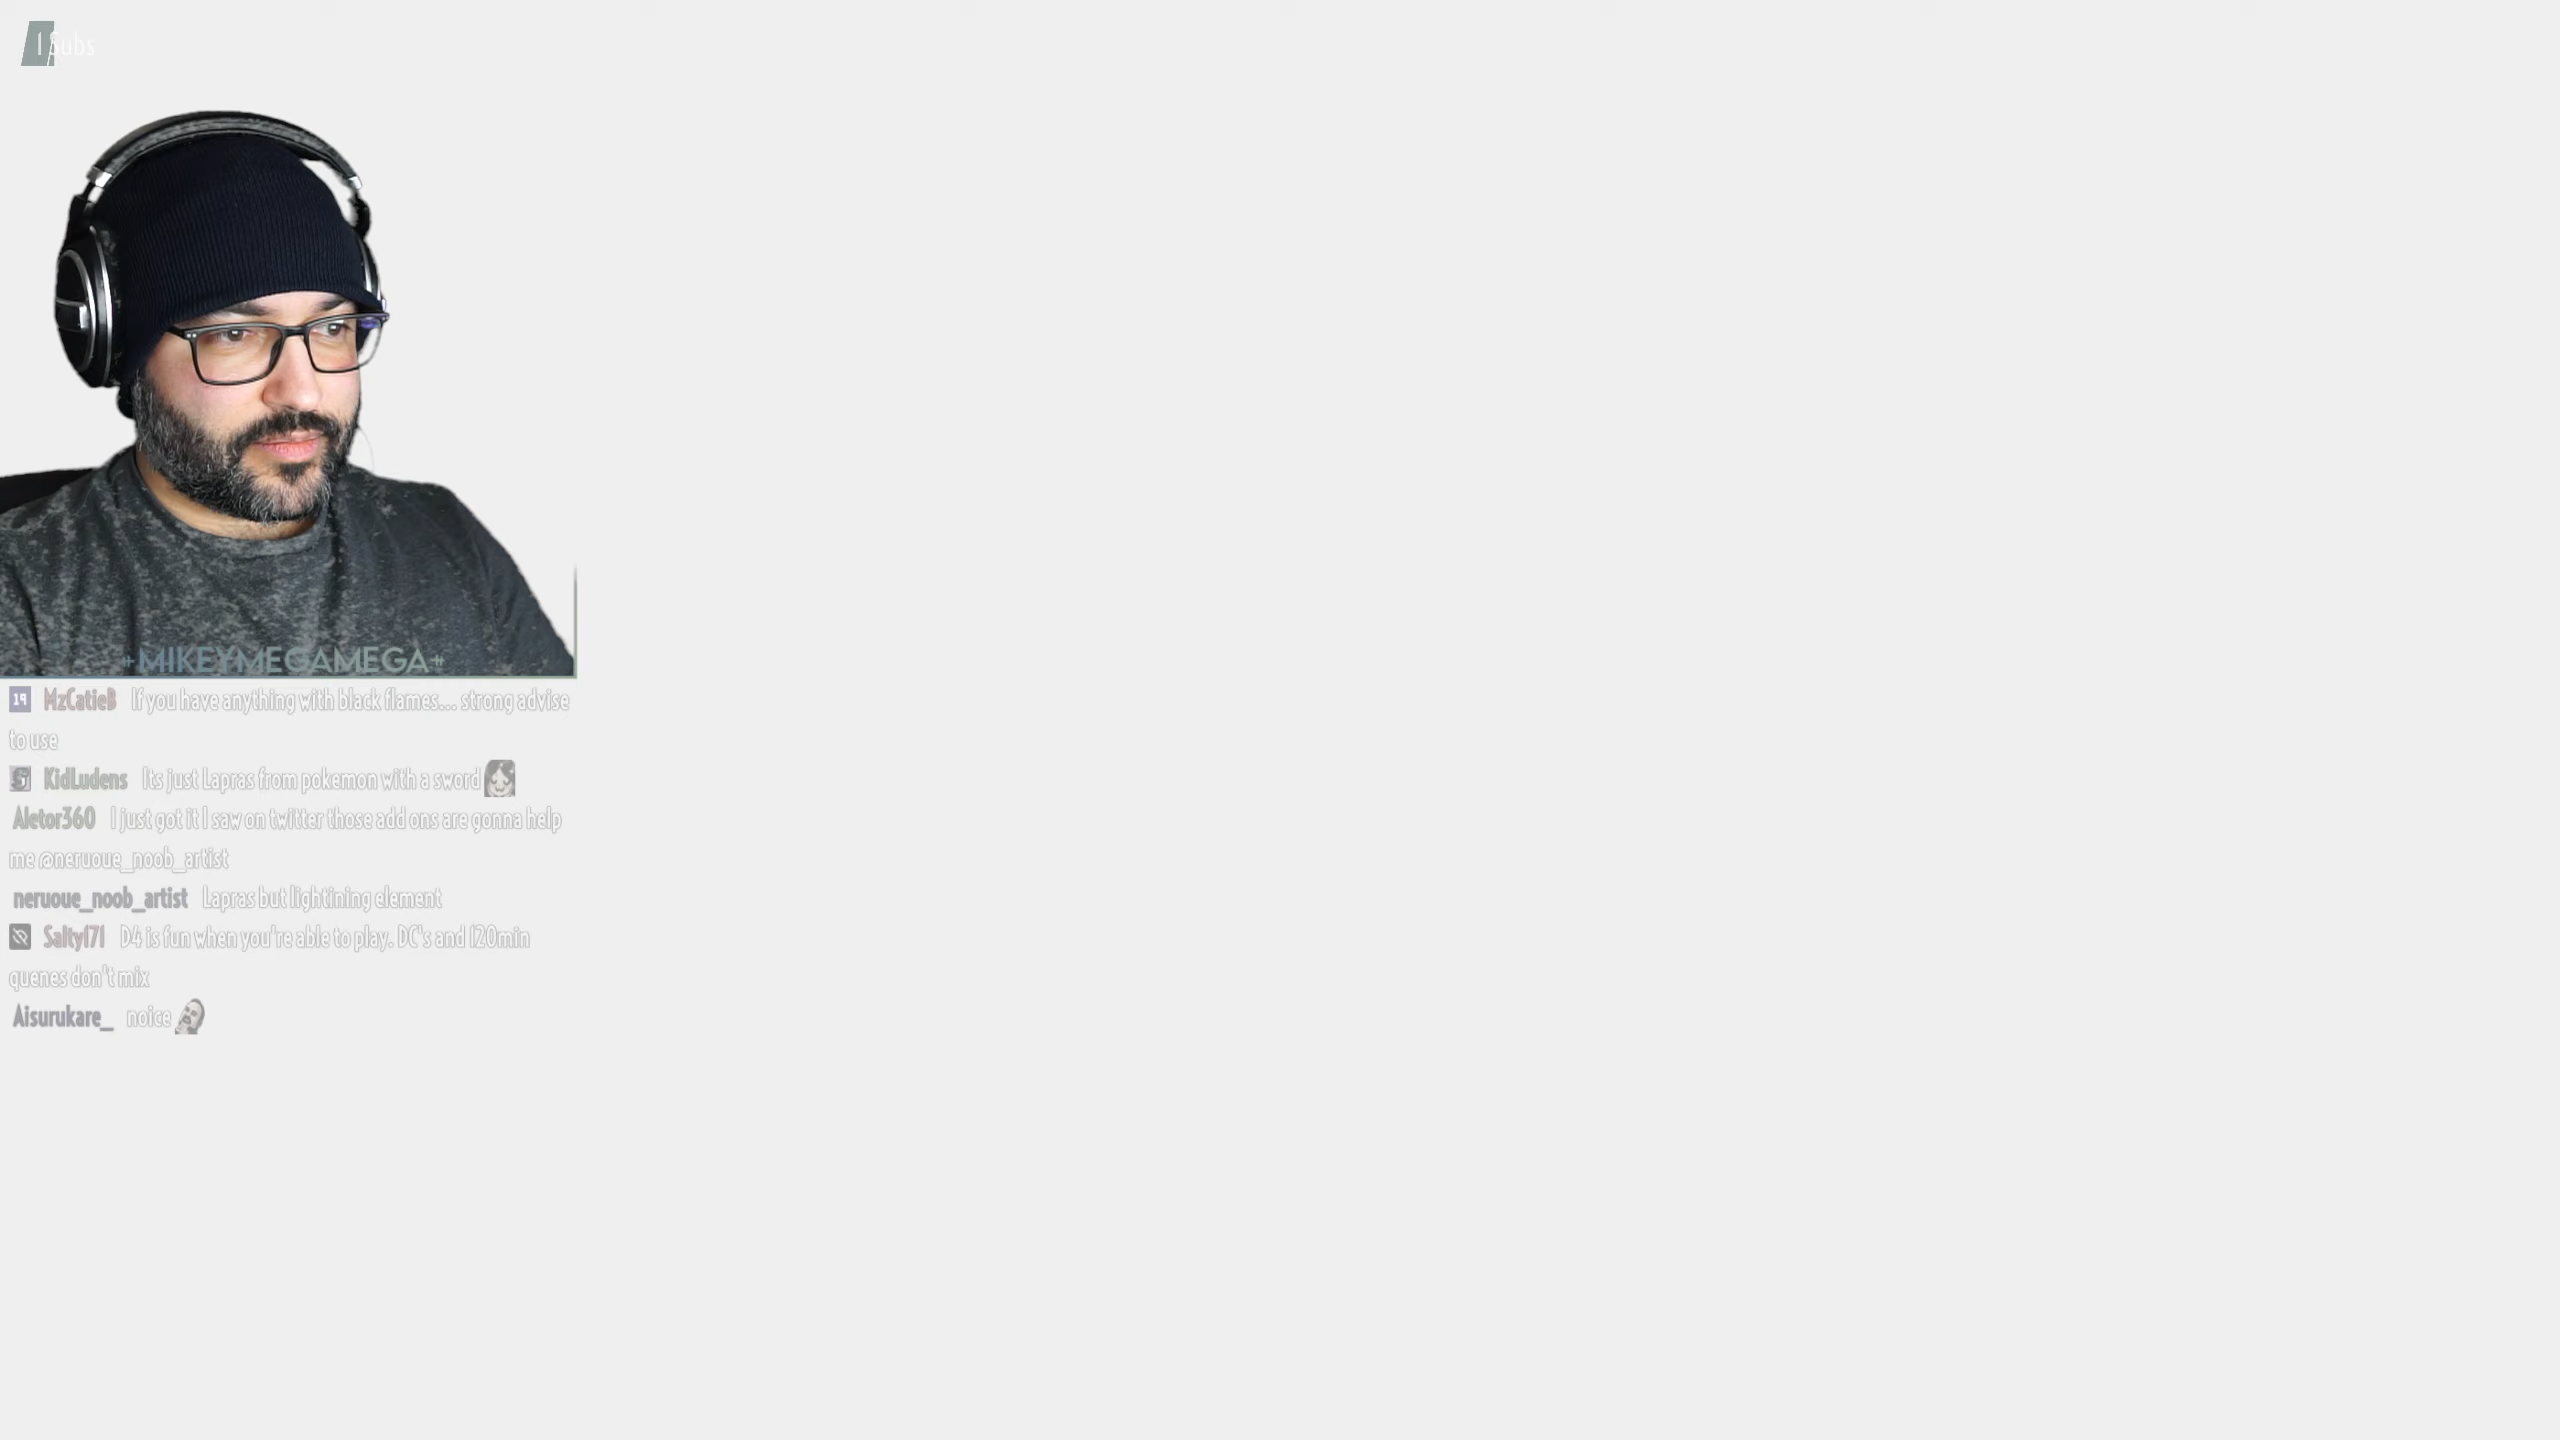 1 Subs
+MIKEYMEGAMEGA+
19 MzCatieB If you have anything with black flames... strong advise
to use
KidLudens Its just Lapras from pokemon with a sword
Aletor360 I just got it I saw on twitter those add ons are gonna help
me @neruoue_noob_artist
neruoue_noob_artist Lapras but lightining element
Salty171 D4 is fun when you're able to play. DC's and 120min
quenes don't mix
Aisurukare_ noice